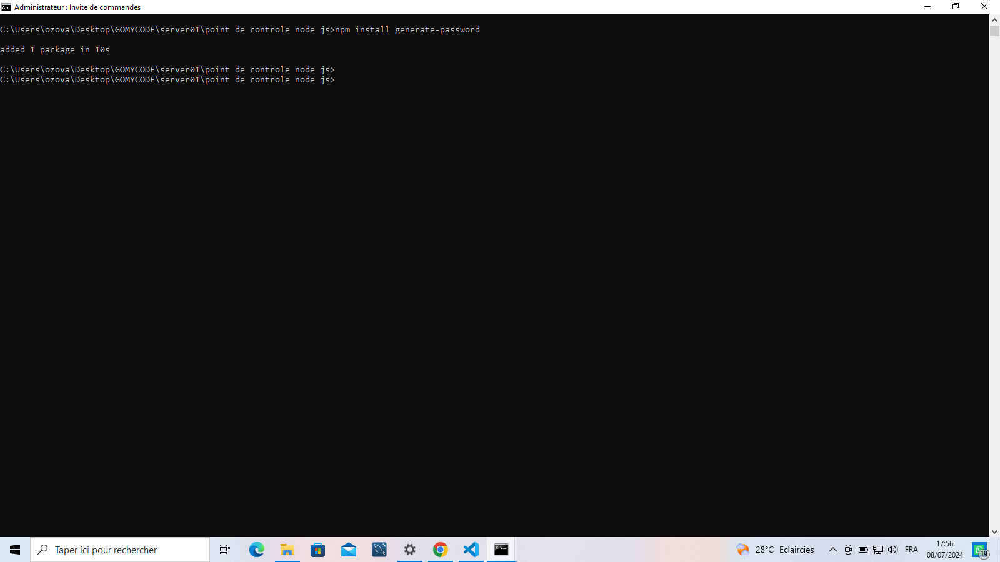 Administrateur : Invite de commandes
C:\Users\ozova\Desktop\GOMYCODE\server01\point de controle node js>npm install generate-password
added 1 package in 10s
C:\Users\ozova\Desktop\GOMYCODE\server01\point de controle node js>
C:\Users\ozova\Desktop\GOMYCODE\server01\point de controle node js>
Taper ici pour rechercher
28°C Eclaircies
FRA
17:56
08/07/2024
19